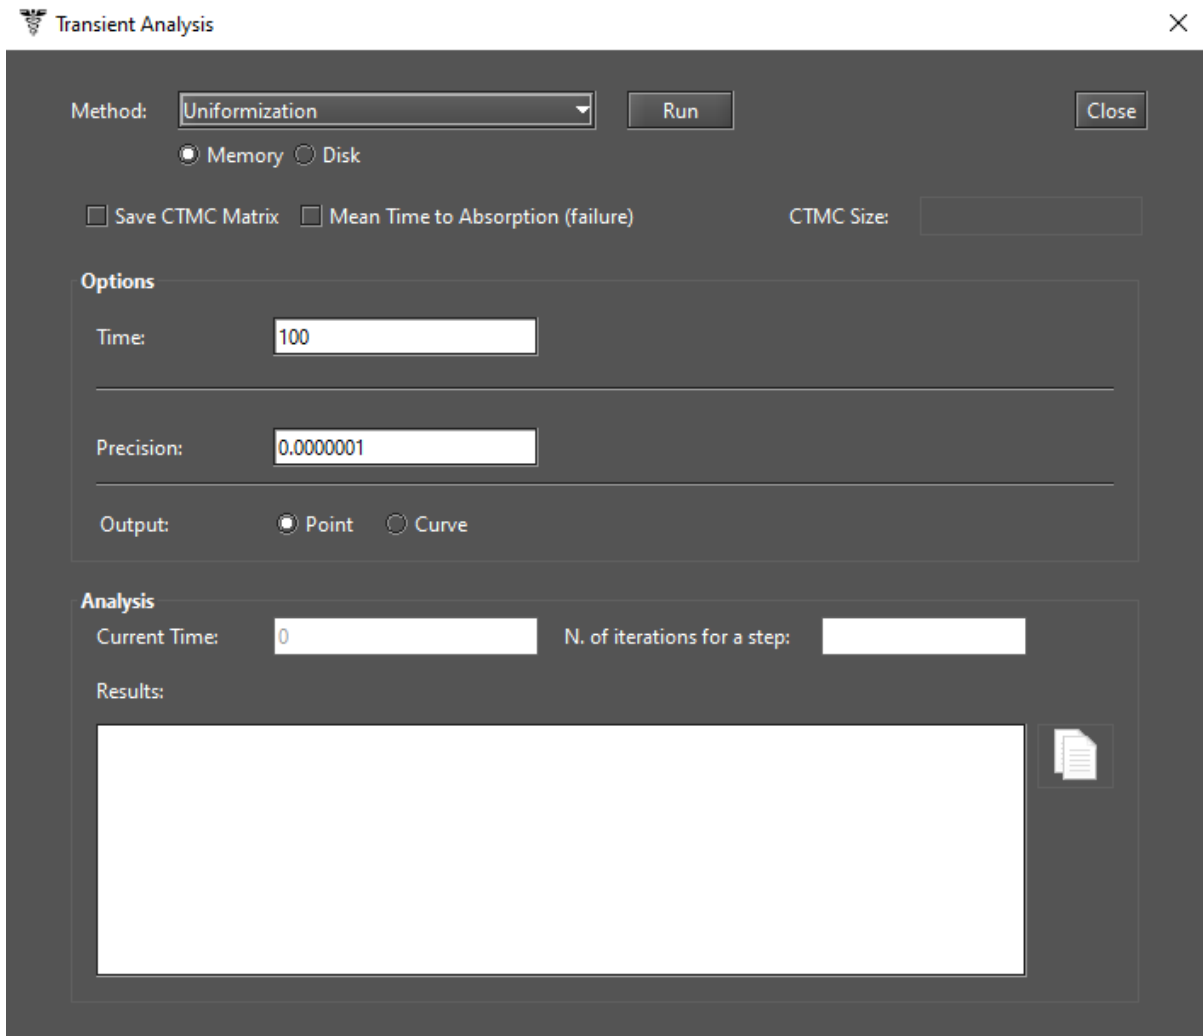 Transient Analysis
Method: Uniformization Run Close
Memory Disk
Save CTMC Matrix Mean Time to Absorption (failure) CTMC Size:
Options
Time: 100
Precision: 0.0000001
Output: Point Curve
Analysis
Current Time: 0 N. of iterations for a step:
Results: